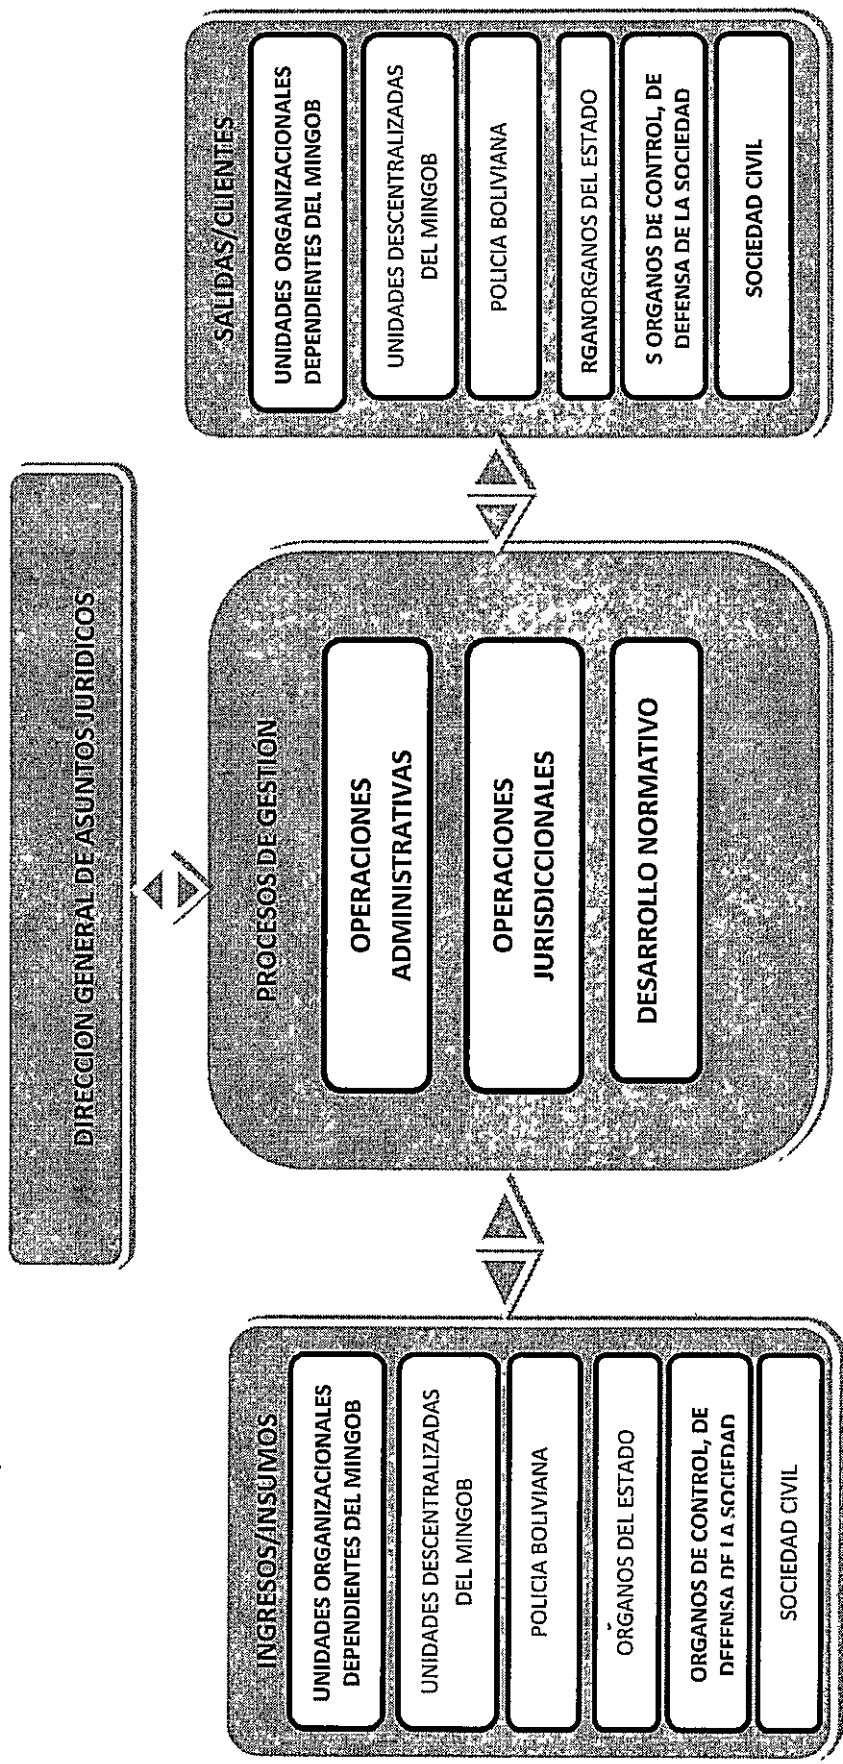 DIRECCION GENERAL DE ASUNTOS JURIDICOS
INGRESOS/INSUMOS
UNIDADES ORGANIZACIONALES
DEPENDIENTES DEL MINGOB
UNIDADES DESCENTRALIZADAS
DEL MINGOB
POLICIA BOLIVIANA
ORGANOS DEL ESTADO
ORGANOS DE CONTROL, DE
DEFENSA DE LA SOCIEDAD
SOCIEDAD CIVIL
PROCESOS DE GESTIÓN
OPERACIONES
ADMINISTRATIVAS
OPERACIONES
JURISDICCIONALES
DESARROLLO NORMATIVO
SALIDAS/CLIENTES
UNIDADES ORGANIZACIONALES
DEPENDIENTES DEL MINGOB
UNIDADES DESCENTRALIZADAS
DEL MINGOB
POLICIA BOLIVIANA
RGANORGANOS DEL ESTADO
S ORGANOS DE CONTROL, DE
DEFENSA DE LA SOCIEDAD
SOCIEDAD CIVIL